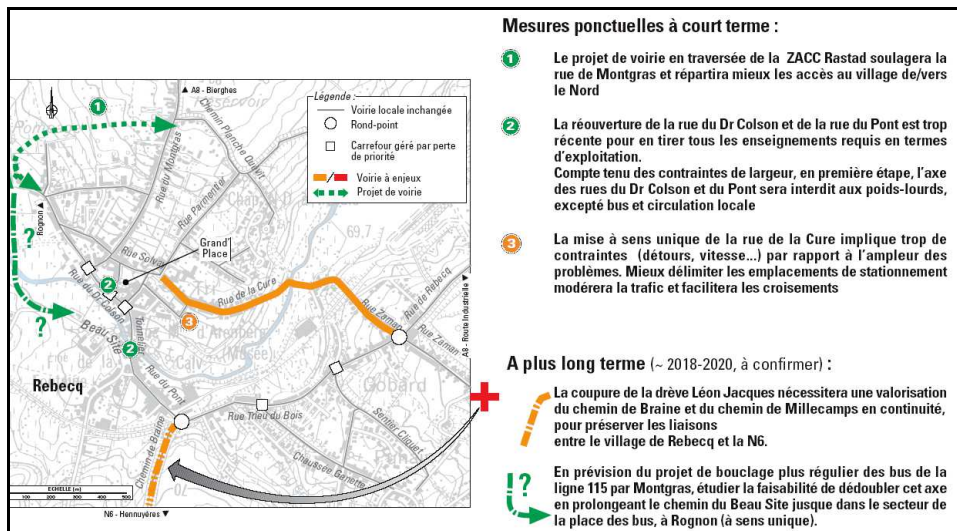 Mesures ponctuelles à court terme :
1
Le projet de voirie en traversée de la ZACC Rastad soulagera la
rue de Montgras et répartira mieux les accès au village de/vers
le Nord
2
La réouverture de la rue du Dr Colson et de la rue du Pont est trop
récente pour en tirer tous les enseignements requis en termes
d'exploitation.
Compte tenu des contraintes de largeur, en première étape, l'axe
des rues du Dr Colson et du Pont sera interdit aux poids-lourds,
excepté bus et circulation locale
3
La mise à sens unique de la rue de la Cure implique trop de
contraintes (détours, vitesse...) par rapport à l'ampleur des
problèmes. Mieux délimiter les emplacements de stationnement
modérera la trafic et facilitera les croisements
A plus long terme (~ 2018-2020, à confirmer) :
La coupure de la drève Léon Jacques nécessitera une valorisation
du chemin de Braine et du chemin de Millecamps en continuité,
pour préserver les liaisons
entre le village de Rebecq et la N6.
?
En prévision du projet de bouclage plus régulier des bus de la
ligne 115 par Montgras, étudier la faisabilité de dédoubler cet axe
en prolongeant le chemin du Beau Site jusque dans le secteur de
la place des bus, à Rognon (à sens unique).
▲ A8 - Bierghes
Légende :
Voirie locale inchangée
Rond-point
Carrefour géré par perte
de priorité
Voirie à enjeux
Projet de voirie
1
Chemin Planche Quévit
Rue du Montgras
Rue Parmentier
Rognon ▲
?
Rue Solvay
Grand'
Place
69,7
2
Rue du Dr Colson
Rue de la Cure
3
Rue de Rebecq
Rue Zaman
Rue Zaman
A8 - Route Industrielle ▶
?
Beau Site
Tonnelier
2
Rebecq
Rue du Pont
Gobard
Rue Trieu du Bois
Sentier Cliquet
Chaussée Genette
Chemin de Braine
70
ECHELLE (m)
0 100 200 300 400 500
N6 - Hennuyères ▼